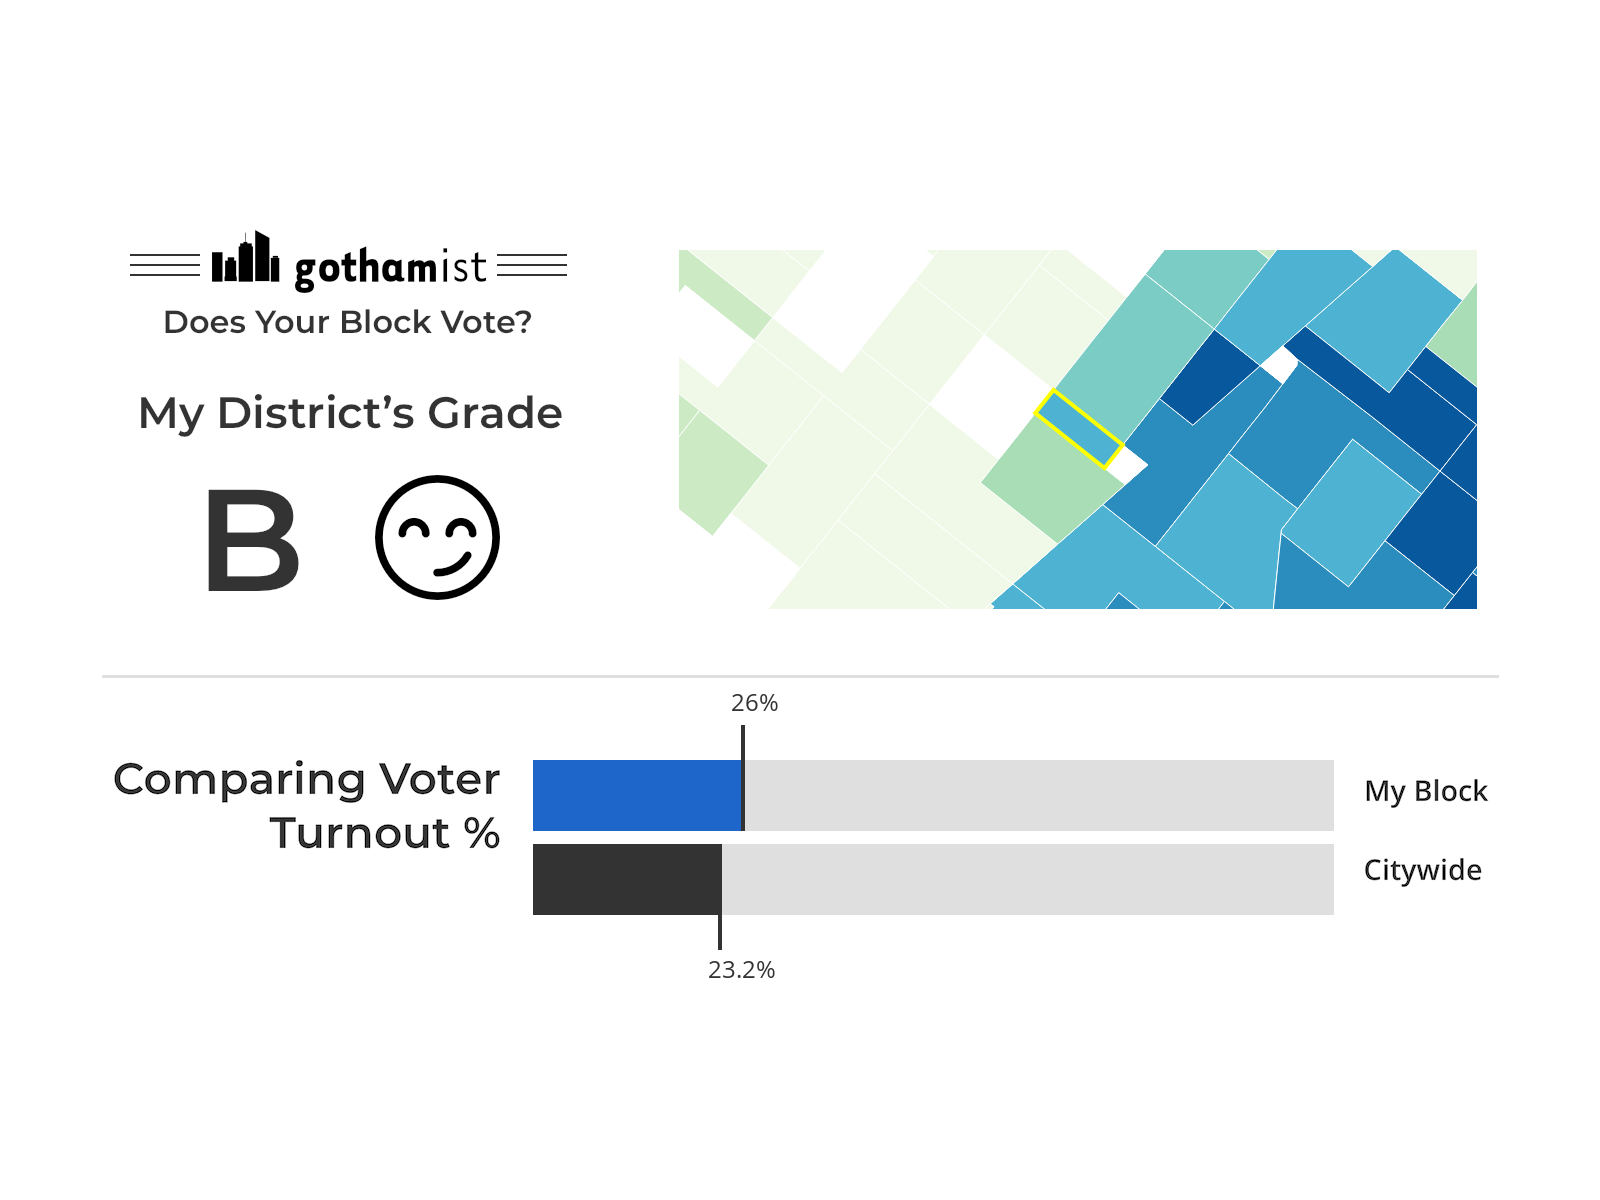 gothamist
Does Your Block Vote?
My District’s Grade
B
26%
Comparing Voter
Turnout %
My Block
Citywide
23.2%